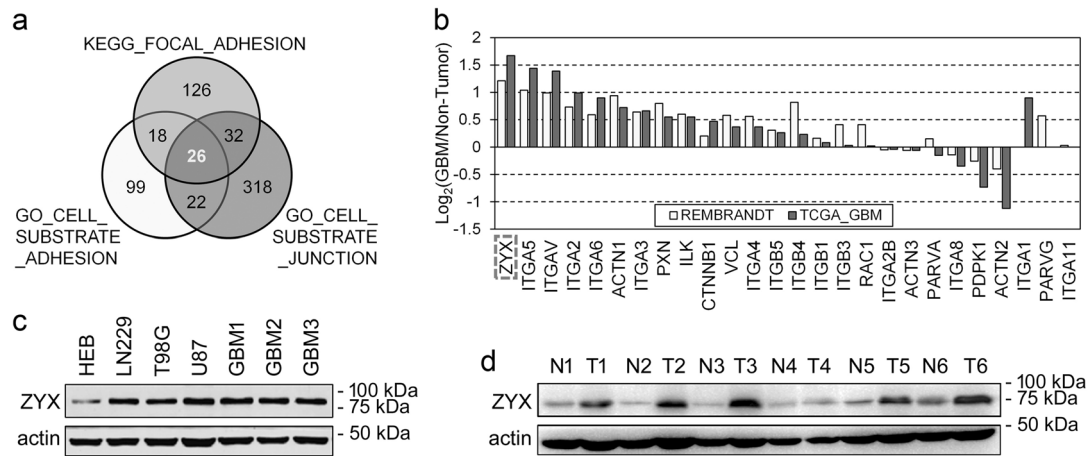 a
KEGG_FOCAL_ADHESION
126
18
32
26
99
22
318
GO_CELL_
SUBSTRATE
_ADHESION
GO_CELL_
SUBSTRATE
_JUNCTION
b
Log2(GBM/Non-Tumor)
2
1.5
1
0.5
0
-0.5
-1
-1.5
REMBRANDT TCGA_GBM
ZYX
ITGA5
ITGAV
ITGA2
ITGA6
ACTN1
ITGA3
PXN
ILK
CTNNB1
VCL
ITGA4
ITGB5
ITGB4
ITGB1
ITGB3
RAC1
ITGA2B
ACTN3
PARVA
ITGA8
PDPK1
ACTN2
ITGA1
PARVG
ITGA11
c
HEB LN229 T98G U87 GBM1 GBM2 GBM3
ZYX
- 100 kDa
- 75 kDa
actin
- 50 kDa
d
N1 T1 N2 T2 N3 T3 N4 T4 N5 T5 N6 T6
ZYX
- 100 kDa
- 75 kDa
- 50 kDa
actin